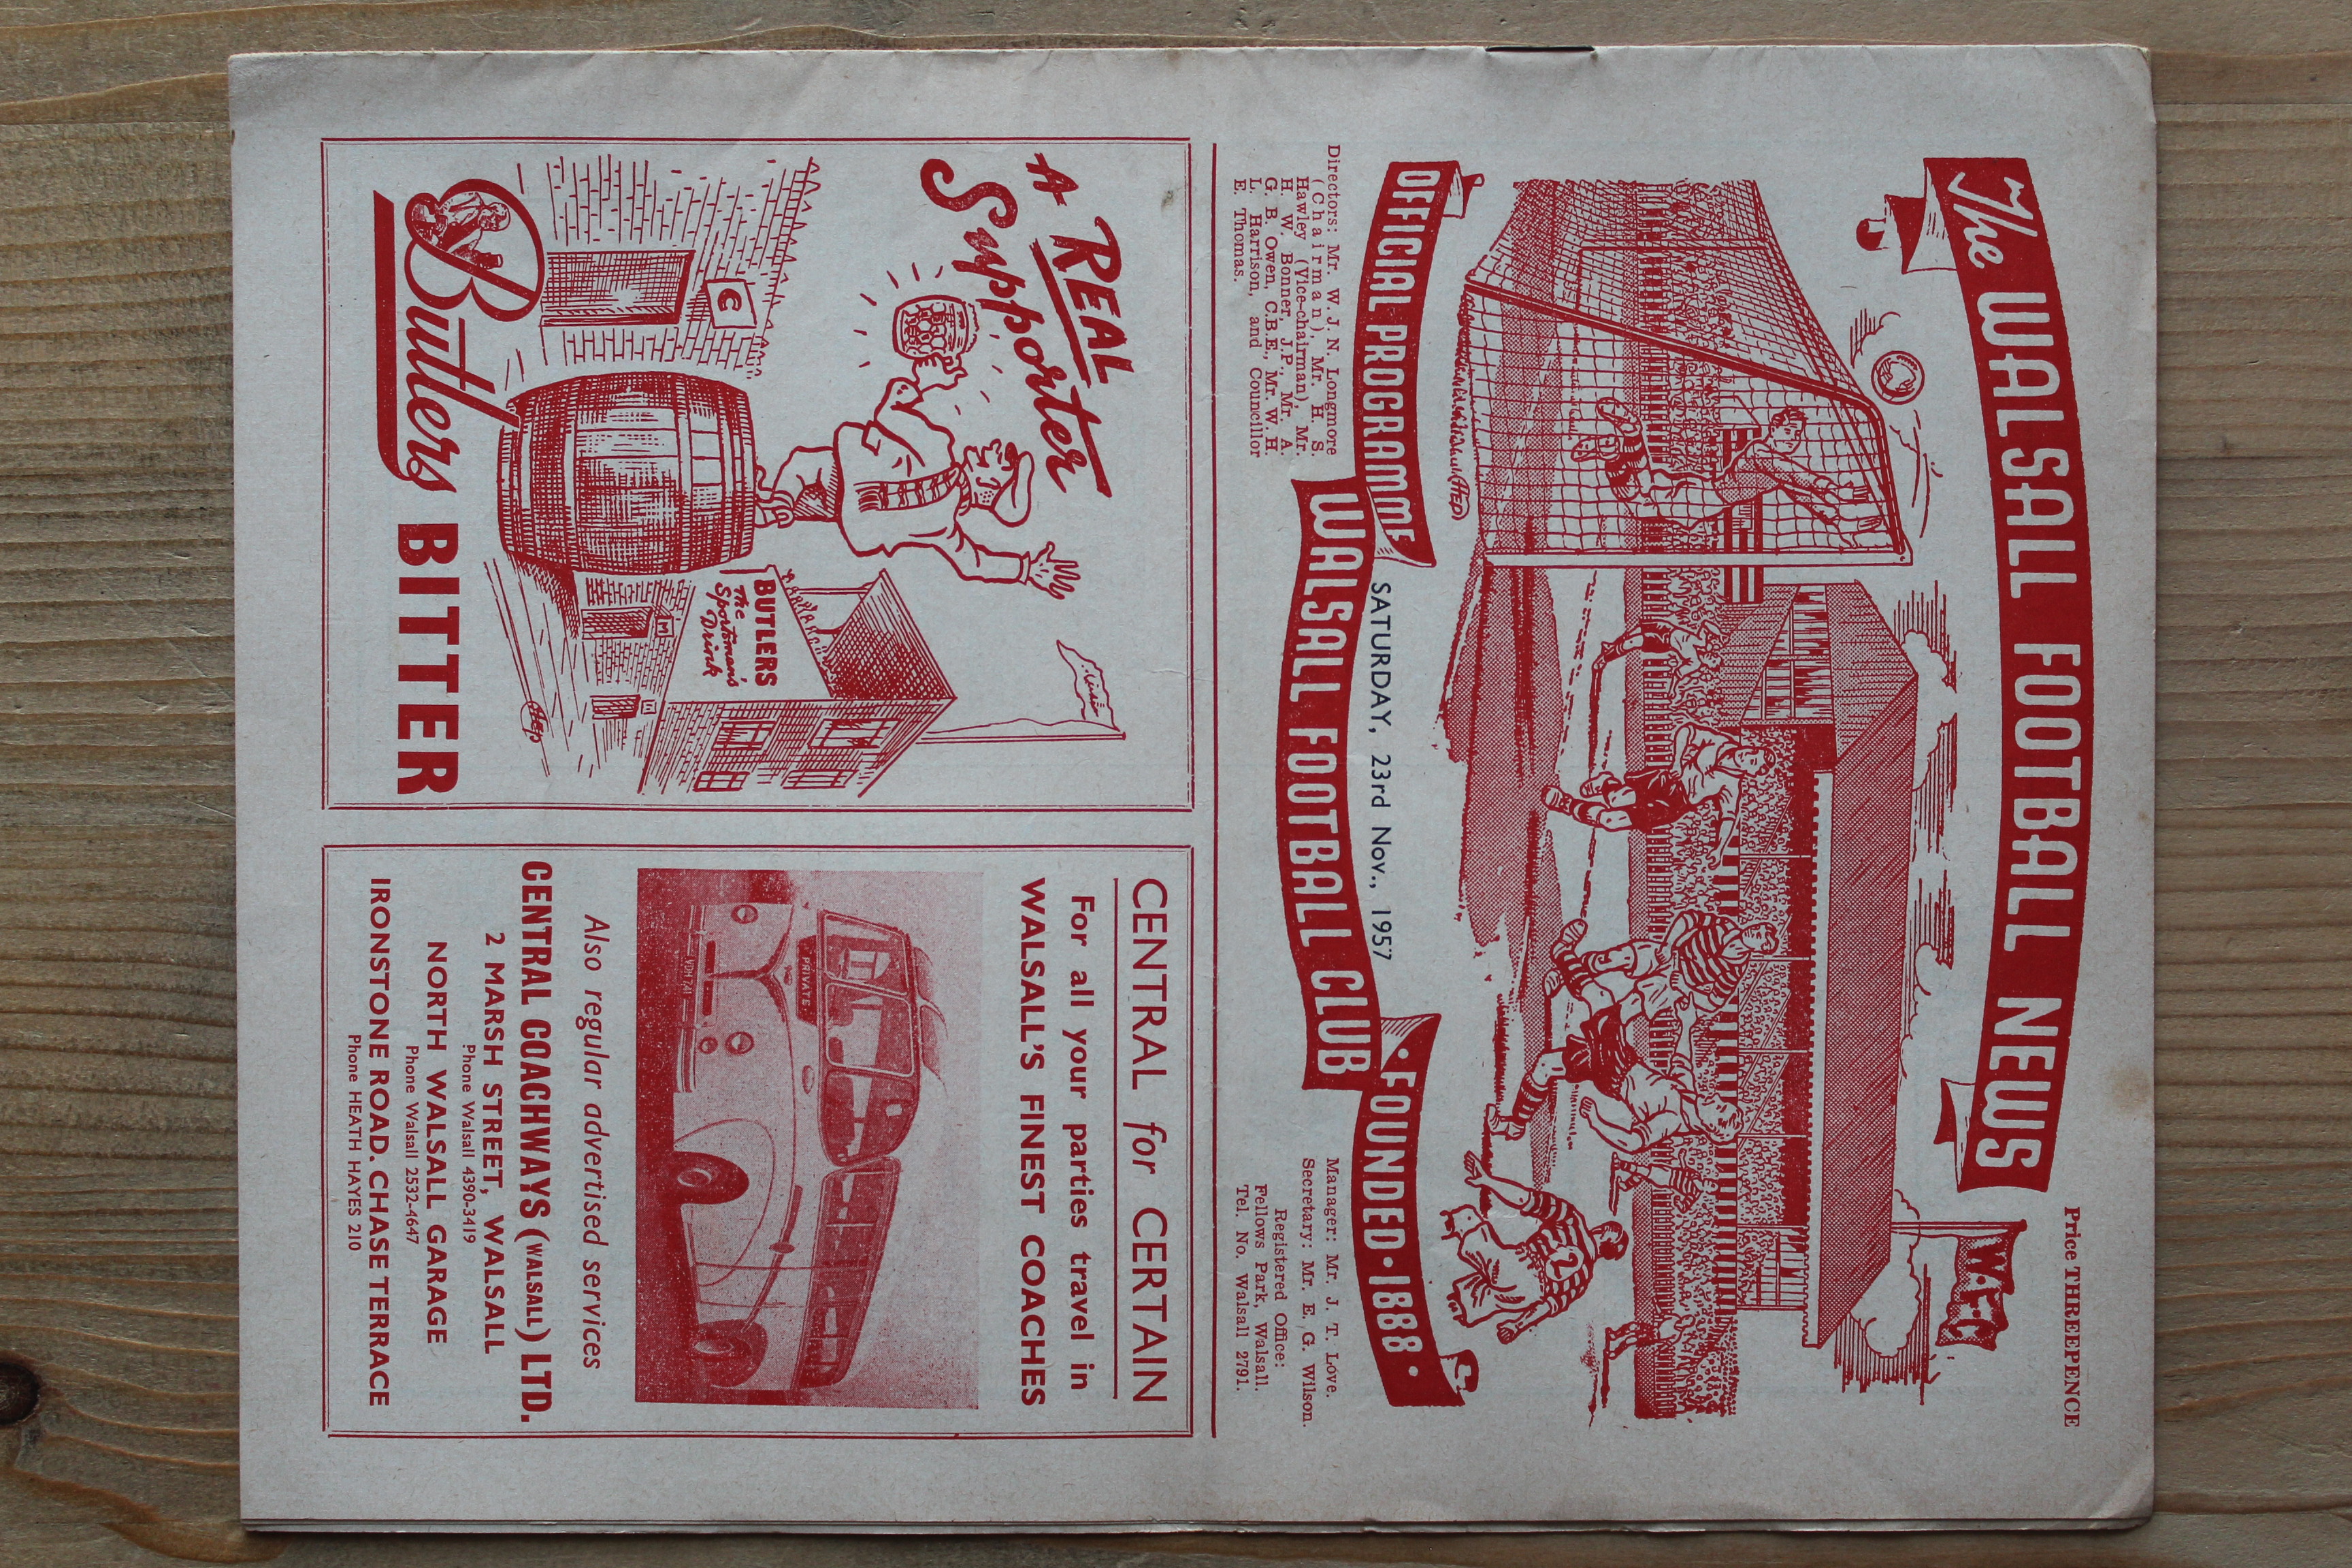 Price THREEPENCE
The WALSALL FOOTBALL NEWS
W.F.C
2
HEP
OFFICIAL PROGRAMME
SATURDAY, 23rd Nov., 1957
• FOUNDED • 1888 •
WALSALL FOOTBALL CLUB
Directors: Mr. W. J. N. Longmore
(Chairman), Mr. H. S.
Hawley (Vice-chairman), Mr.
H. W. Bonner, J.P., Mr. A.
G. B. Owen, C.B.E., Mr. W. H.
L. Harrison, and Councillor
E. Thomas.
Manager: Mr. J. T. Love.
Secretary: Mr. E. G. Wilson.
Registered Office:
Fellows Park, Walsall.
Tel. No. Walsall 2791.
A REAL
Supporter
C
BUTLERS
The
Sportsman's
Drink
M
Hep
Butlers BITTER
CENTRAL for CERTAIN
For all your parties travel in
WALSALL'S FINEST COACHES
PRIVATE
VDH 741
Also regular advertised services
CENTRAL COACHWAYS (WALSALL) LTD.
2 MARSH STREET, WALSALL
Phone Walsall 4390-3419
NORTH WALSALL GARAGE
Phone Walsall 2532-4647
IRONSTONE ROAD, CHASE TERRACE
Phone HEATH HAYES 210